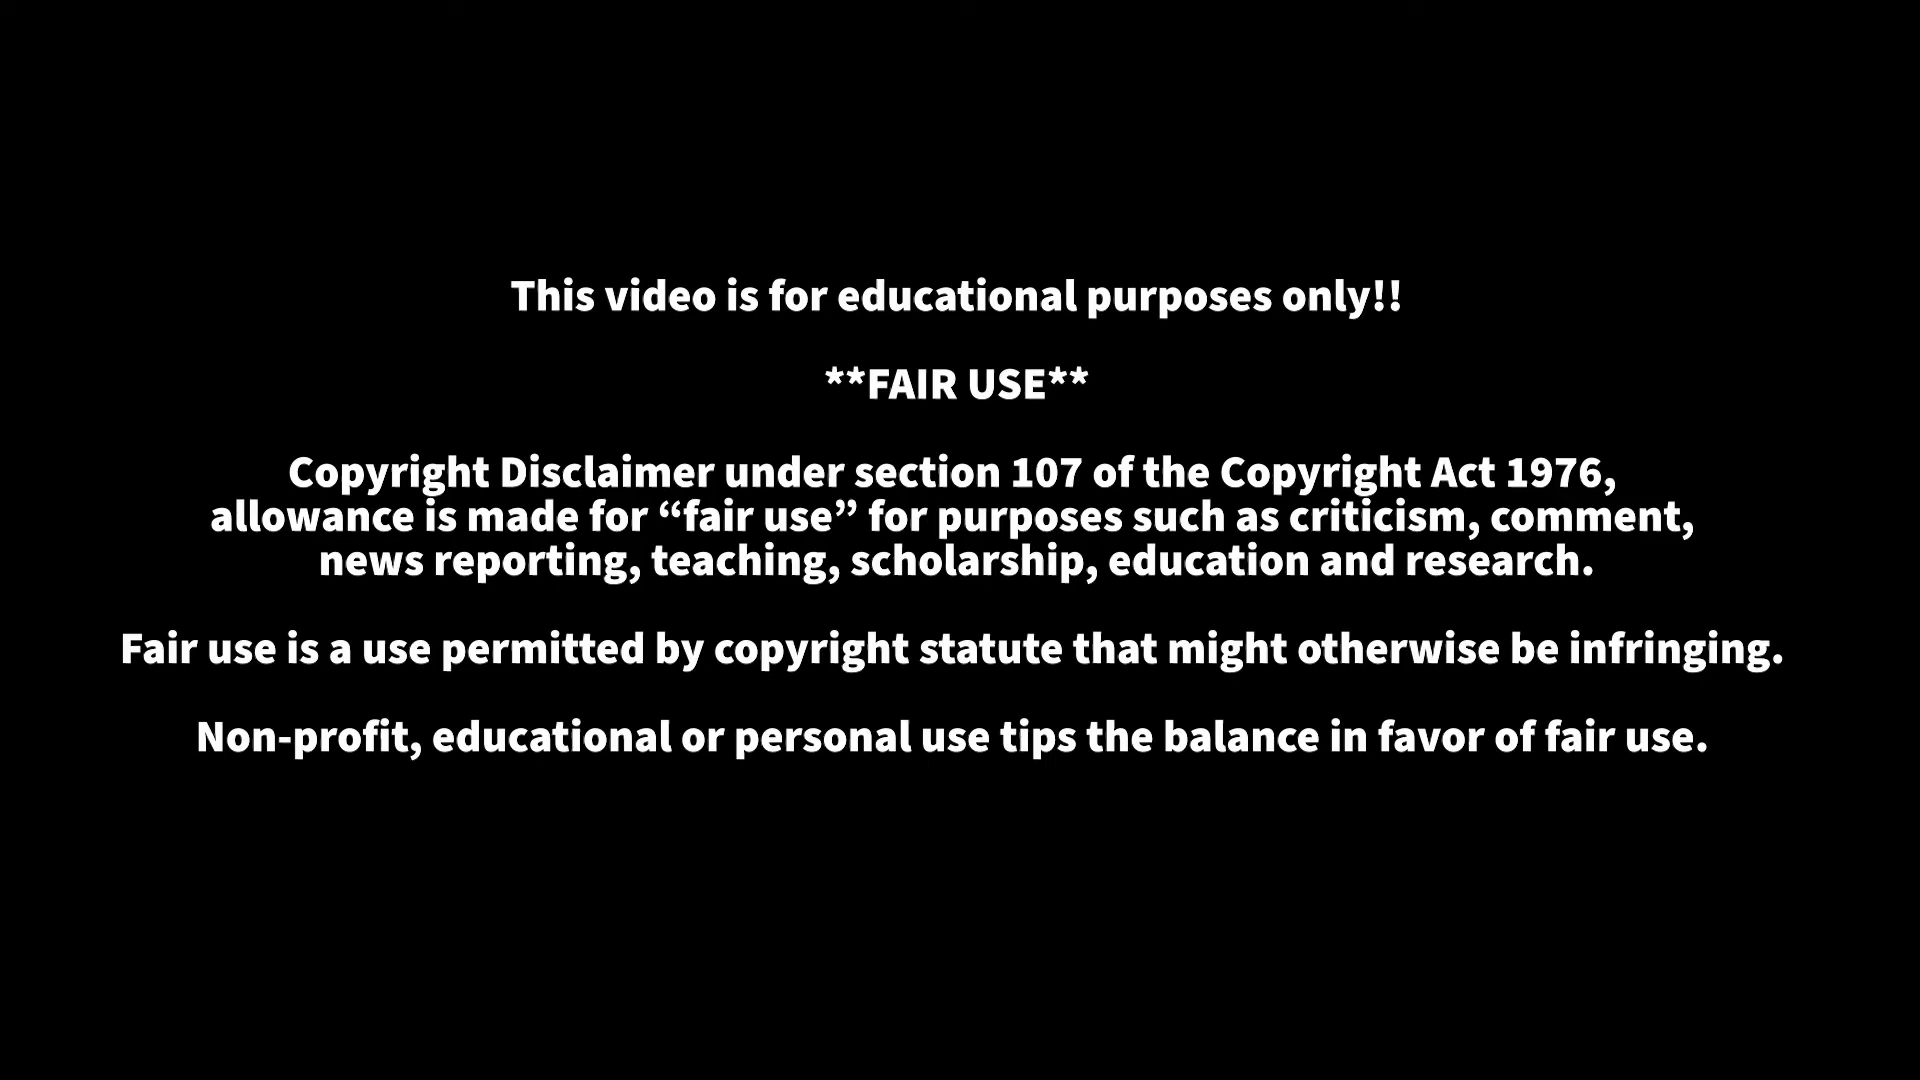 This video is for educational purposes only!!
**FAIR USE**
Copyright Disclaimer under section 107 of the Copyright Act 1976,
allowance is made for “fair use” for purposes such as criticism, comment,
news reporting, teaching, scholarship, education and research.
Fair use is a use permitted by copyright statute that might otherwise be infringing.
Non-profit, educational or personal use tips the balance in favor of fair use.